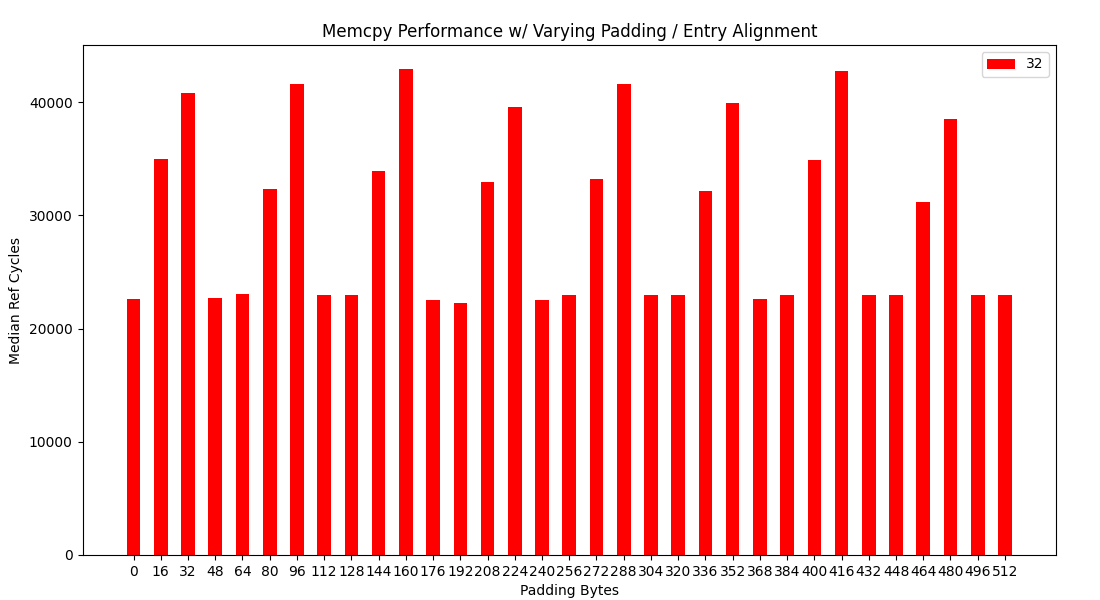 Memcpy Performance w/ Varying Padding / Entry Alignment
32
Median Ref Cycles
40000
30000
20000
10000
0
0 16 32 48 64 80 96 112 128 144 160 176 192 208 224 240 256 272 288 304 320 336 352 368 384 400 416 432 448 464 480 496 512
Padding Bytes